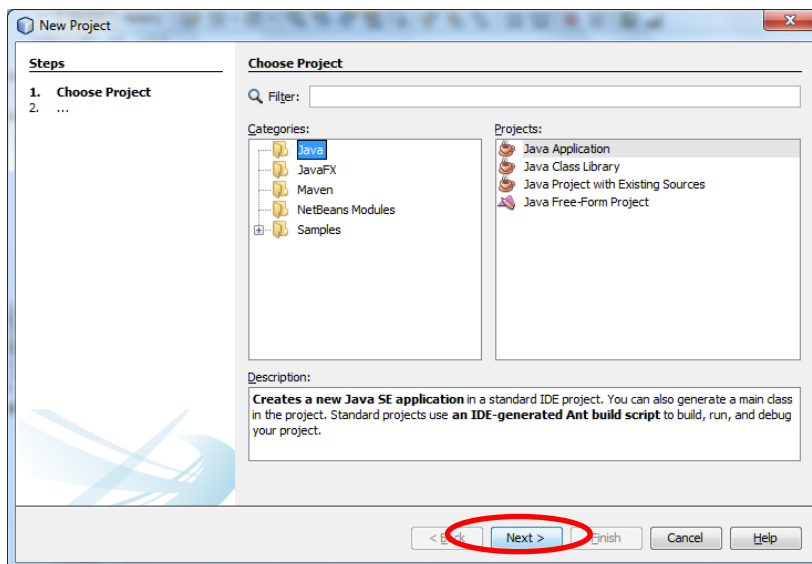 New Project
Steps
1. Choose Project
2. ...
Choose Project
Filter:
Categories:
Java
JavaFX
Maven
NetBeans Modules
Samples
Projects:
Java Application
Java Class Library
Java Project with Existing Sources
Java Free-Form Project
Description:
Creates a new Java SE application in a standard IDE project. You can also generate a main class
in the project. Standard projects use an IDE-generated Ant build script to build, run, and debug
your project.
< Back Next > Finish Cancel Help